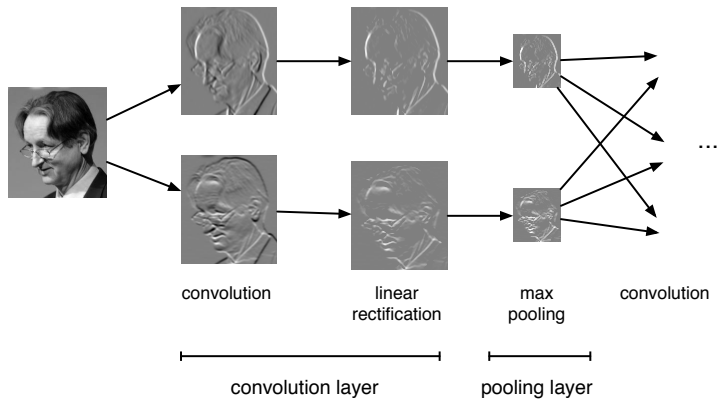 ...
convolution
linear
rectification
max
pooling
convolution
convolution layer
pooling layer